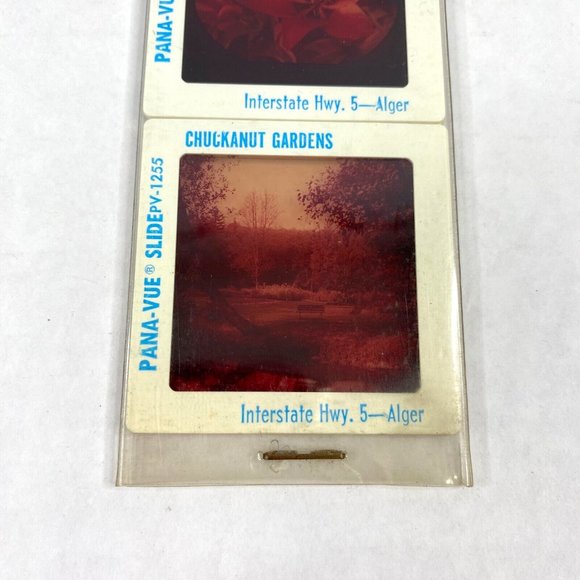 PANA-VU
Interstate Hwy. 5—Alger
CHUCKANUT GARDENS
PANA-VUE® SLIDE PV-1255
Interstate Hwy. 5—Alger